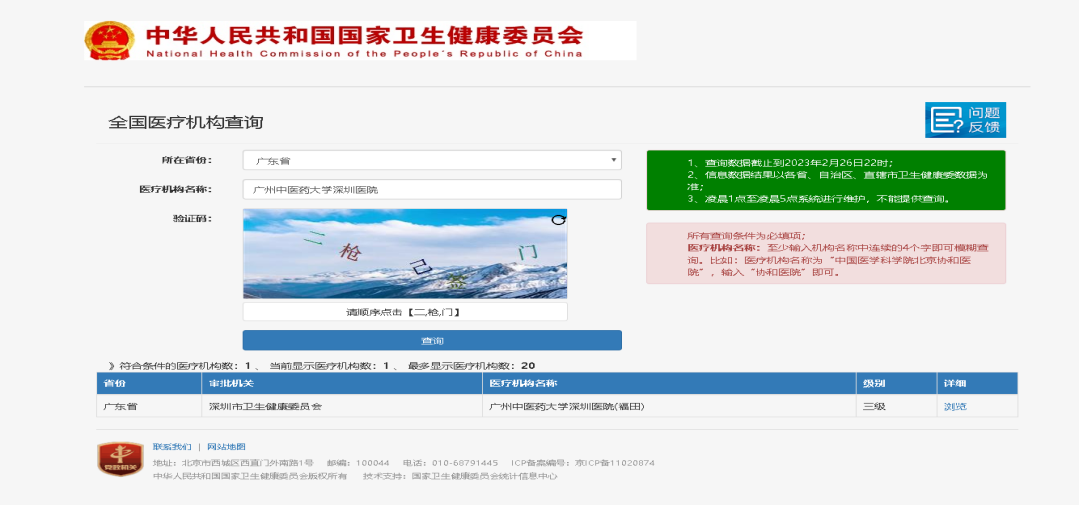 中华人民共和国国家卫生健康委员会
National Health Commission of the People's Republic of China
全国医疗机构查询
问题
反馈
所在省份：
广东省
医疗机构名称：
广州中医药大学深圳医院
验证码：
二 枪 己 门
签
请顺序点击【二,枪,门】
查询
1、查询数据截止到2023年2月26日22时；
2、信息数据结果以各省、自治区、直辖市卫生健康委数据为
准；
3、凌晨1点至凌晨5点系统进行维护，不能提供查询。
所有查询条件为必填项；
医疗机构名称：至少输入机构名称中连续的4个字即可模糊查
询。比如：医疗机构名称为“中国医学科学院北京协和医
院”，输入“协和医院”即可。
》符合条件的医疗机构数：1 、 当前显示医疗机构数：1 、 最多显示医疗机构数：20
省份 审批机关 医疗机构名称 级别 详细
广东省 深圳市卫生健康委员会 广州中医药大学深圳医院(福田) 三级 浏览
党政机关
联系我们 | 网站地图
地址：北京市西城区西直门外南路1号 邮编：100044 电话：010-68791445 ICP备案编号：京ICP备11020874
中华人民共和国国家卫生健康委员会版权所有 技术支持：国家卫生健康委员会统计信息中心